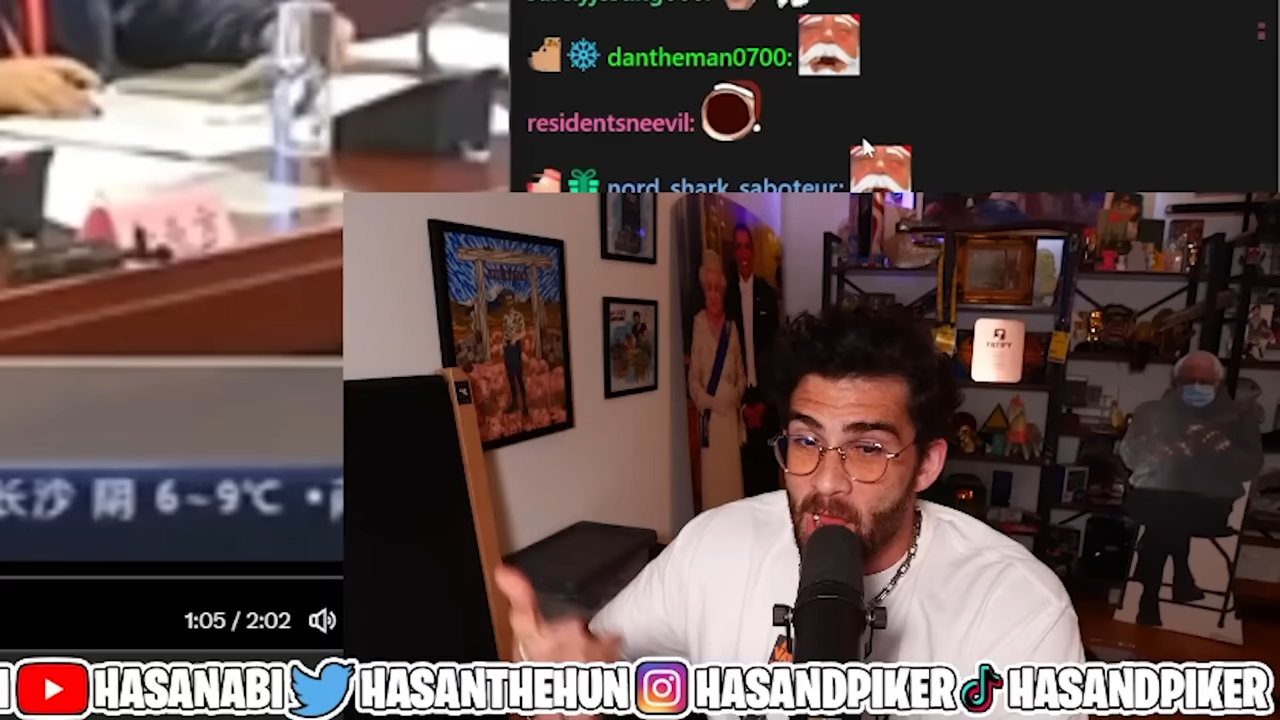 dantheman0700:
residentsneevil:
nord_shark_saboteur:
长沙 阴 6~9℃ •
1:05 / 2:02
HASANABI HASANTHEHUN HASANDPIKER HASANDPIKER